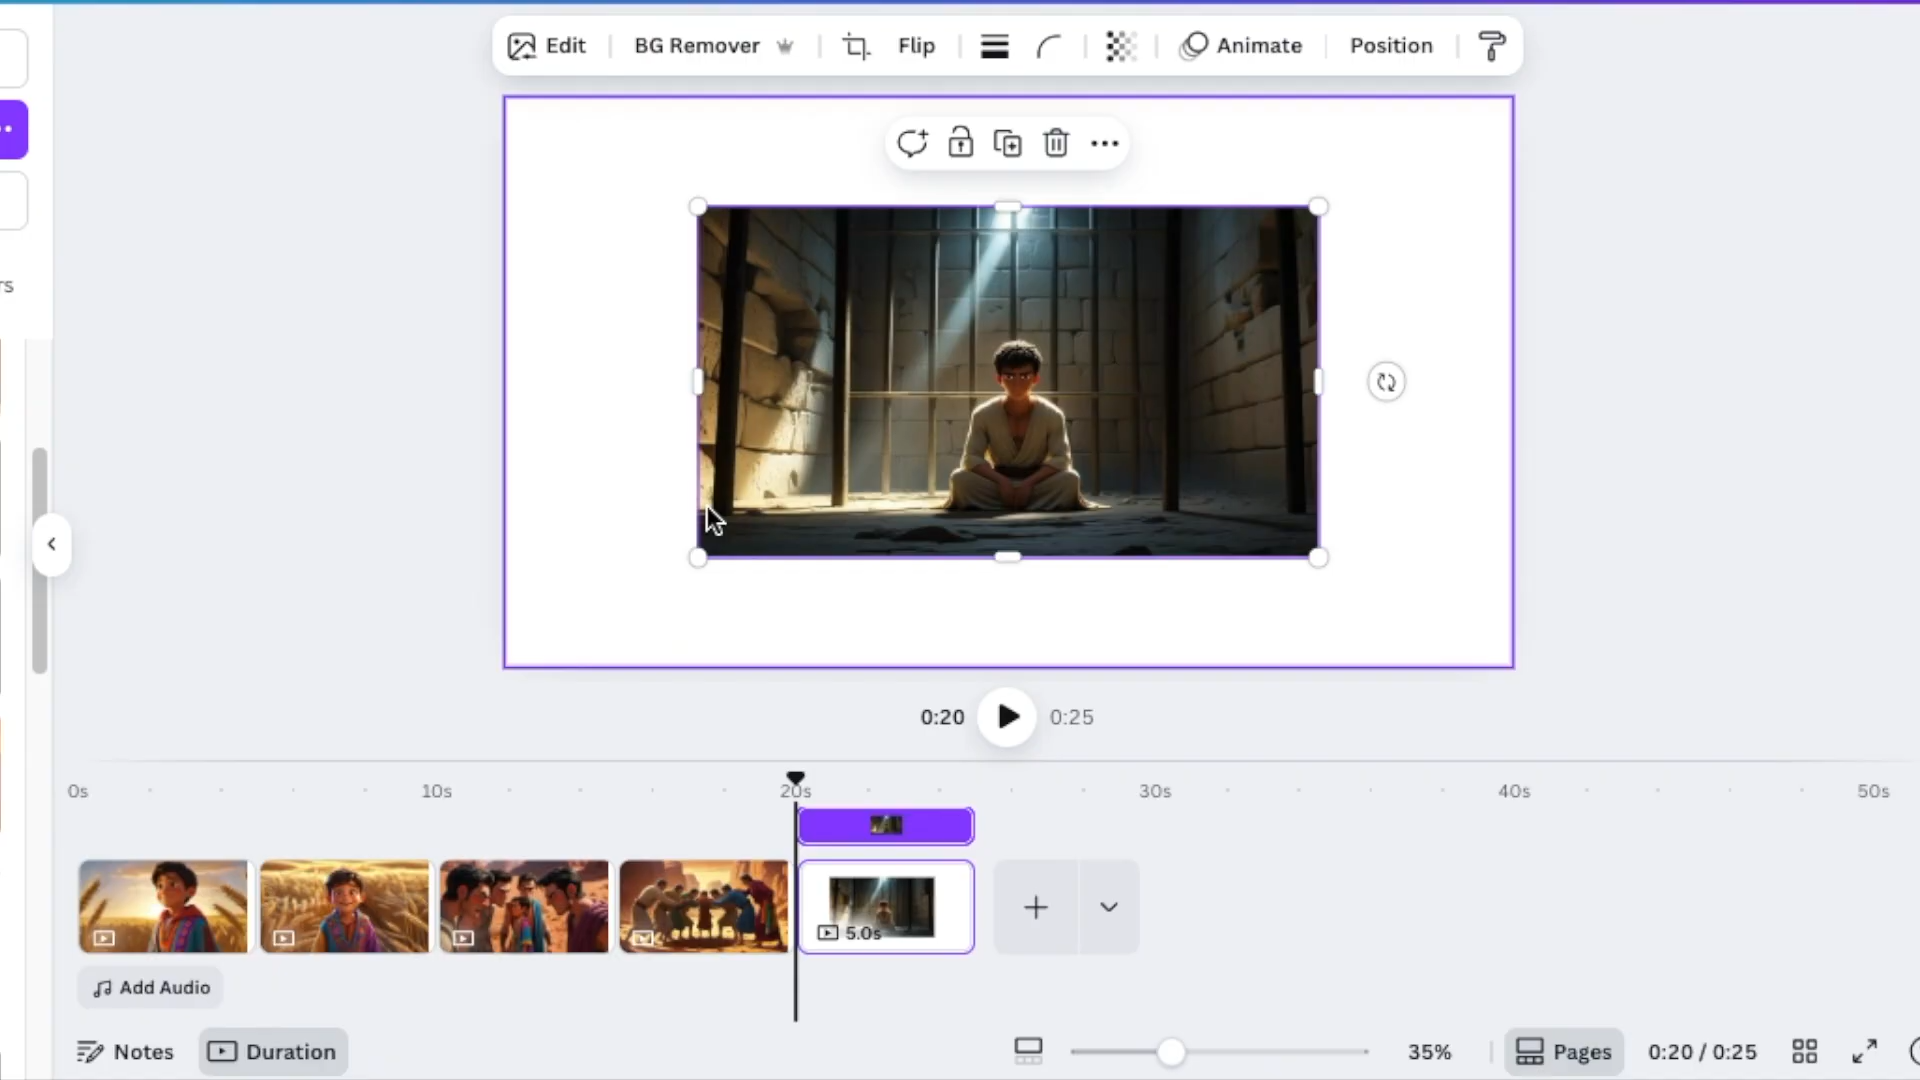 Edit BG Remover Flip Animate Position
rs
0:20 0:25
0s 10s 20s 30s 40s 50s
5.0s
Add Audio
Notes Duration 35% Pages 0:20 / 0:25